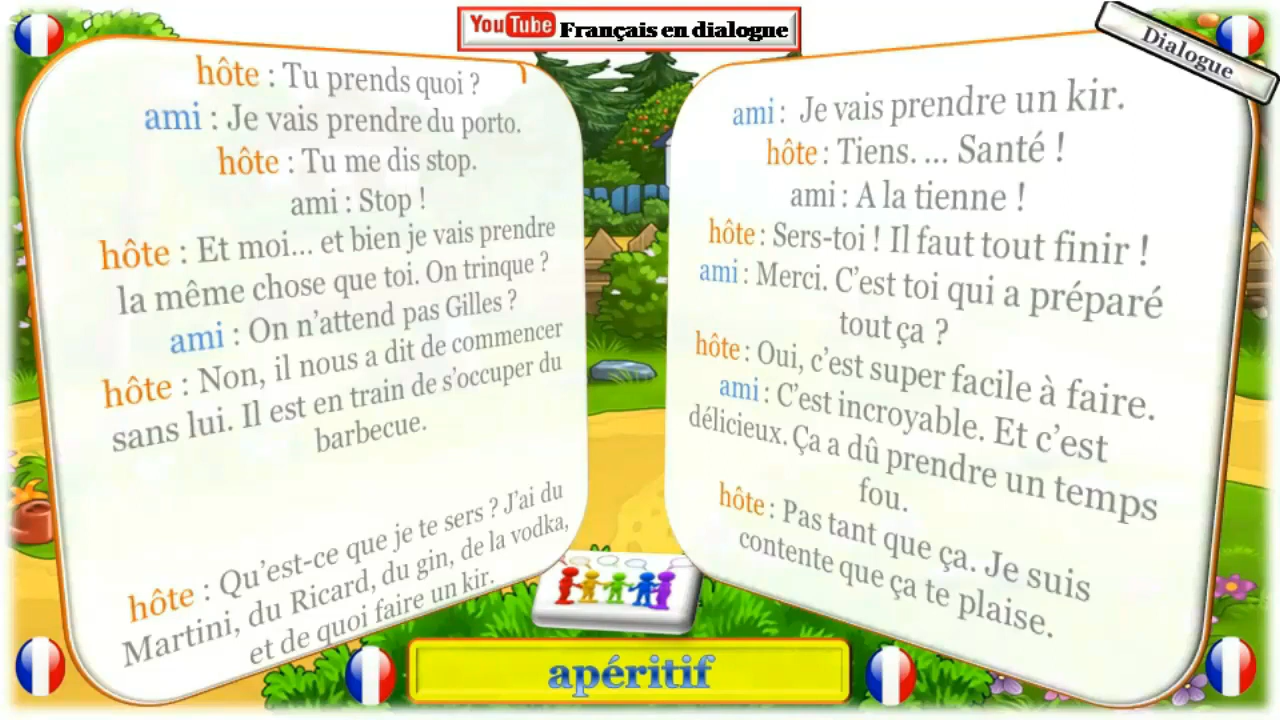 YouTube Français en dialogue
Dialogue
hôte : Tu prends quoi ?
ami : Je vais prendre du porto.
hôte : Tu me dis stop.
ami : Stop !
hôte : Et moi... et bien je vais prendre
la même chose que toi. On trinque ?
ami : On n'attend pas Gilles ?
hôte : Non, il nous a dit de commencer
sans lui. Il est en train de s'occuper du
barbecue.
hôte : Qu'est-ce que je te sers ? J'ai du
Martini, du Ricard, du gin, de la vodka,
et de quoi faire un kir.
ami : Je vais prendre un kir.
hôte : Tiens. ... Santé !
ami : A la tienne !
hôte : Sers-toi ! Il faut tout finir !
ami : Merci. C'est toi qui a préparé
tout ça ?
hôte : Oui, c'est super facile à faire.
ami : C'est incroyable. Et c'est
délicieux. Ça a dû prendre un temps
fou.
hôte : Pas tant que ça. Je suis
contente que ça te plaise.
apéritif